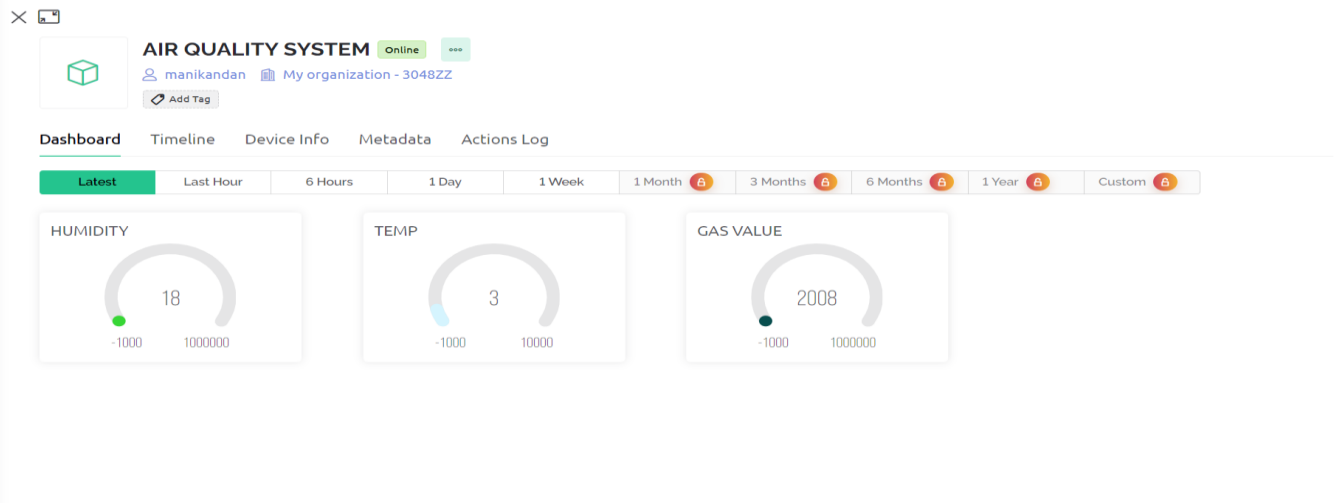 AIR QUALITY SYSTEM Online
manikandan My organization - 3048ZZ
Add Tag
Dashboard Timeline Device Info Metadata Actions Log
Latest Last Hour 6 Hours 1 Day 1 Week 1 Month 3 Months 6 Months 1 Year Custom
HUMIDITY
18
-1000 1000000
TEMP
3
-1000 10000
GAS VALUE
2008
-1000 1000000